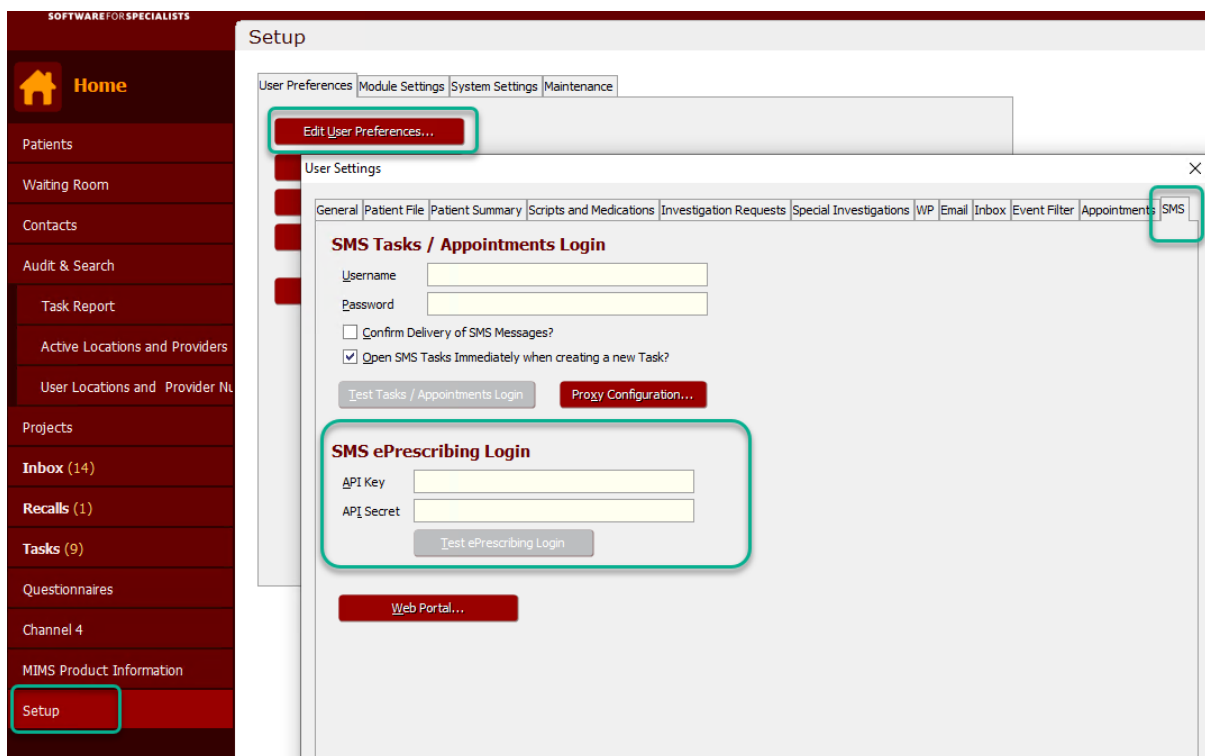 SOFTWAREFORSPECIALISTS
Setup
Home
Patients
Waiting Room
Contacts
Audit & Search
Task Report
Active Locations and Providers
User Locations and Provider Nu
Projects
Inbox (14)
Recalls (1)
Tasks (9)
Questionnaires
Channel 4
MIMS Product Information
Setup
User Preferences Module Settings System Settings Maintenance
Edit User Preferences...
User Settings
General Patient File Patient Summary Scripts and Medications Investigation Requests Special Investigations WP Email Inbox Event Filter Appointments SMS
SMS Tasks / Appointments Login
Username
Password
Confirm Delivery of SMS Messages?
Open SMS Tasks Immediately when creating a new Task?
Test Tasks / Appointments Login Proxy Configuration...
SMS ePrescribing Login
API Key
API Secret
Test ePrescribing Login
Web Portal...